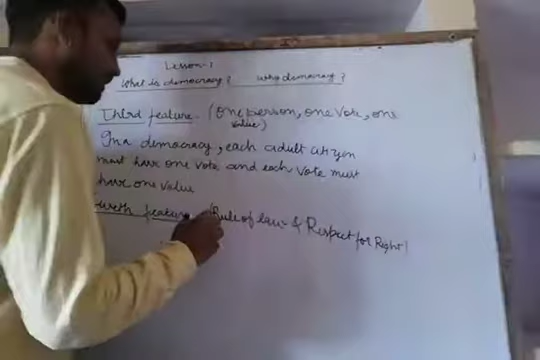 Lesson-1
What is democracy? Why democracy?
Third feature (one person, one vote, one value)
In a democracy, each adult citizen
must have one vote, and each vote must
have one value
feature (Rule of law & Respect for Right)